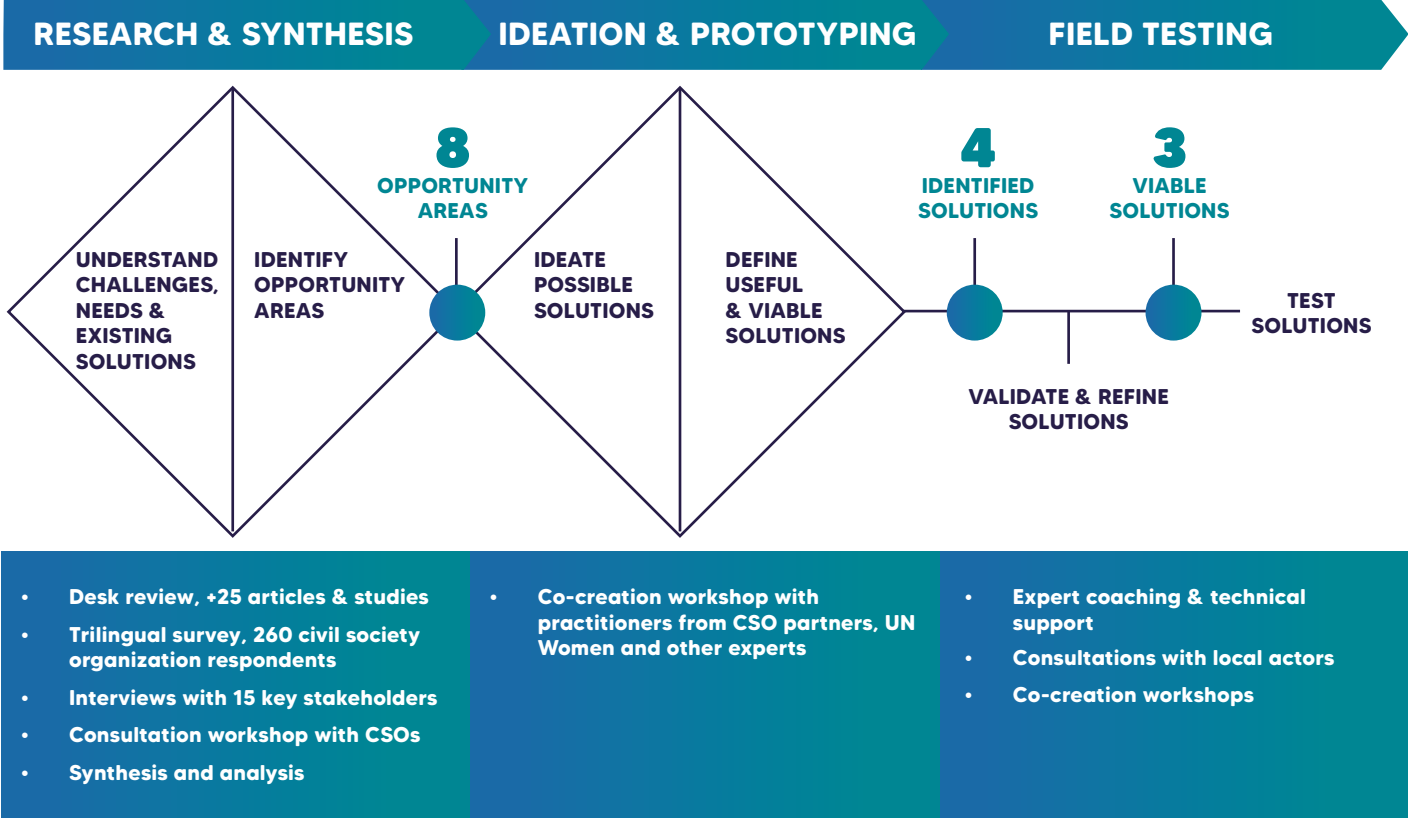 RESEARCH & SYNTHESIS
IDEATION & PROTOTYPING
FIELD TESTING
8
OPPORTUNITY
AREAS
4
IDENTIFIED
SOLUTIONS
3
VIABLE
SOLUTIONS
UNDERSTAND
CHALLENGES,
NEEDS &
EXISTING
SOLUTIONS
IDENTIFY
OPPORTUNITY
AREAS
IDEATE
POSSIBLE
SOLUTIONS
DEFINE
USEFUL
& VIABLE
SOLUTIONS
TEST
SOLUTIONS
VALIDATE & REFINE
SOLUTIONS
• Desk review, +25 articles & studies
• Trilingual survey, 260 civil society
organization respondents
• Interviews with 15 key stakeholders
• Consultation workshop with CSOs
• Synthesis and analysis
• Co-creation workshop with
practitioners from CSO partners, UN
Women and other experts
• Expert coaching & technical
support
• Consultations with local actors
• Co-creation workshops